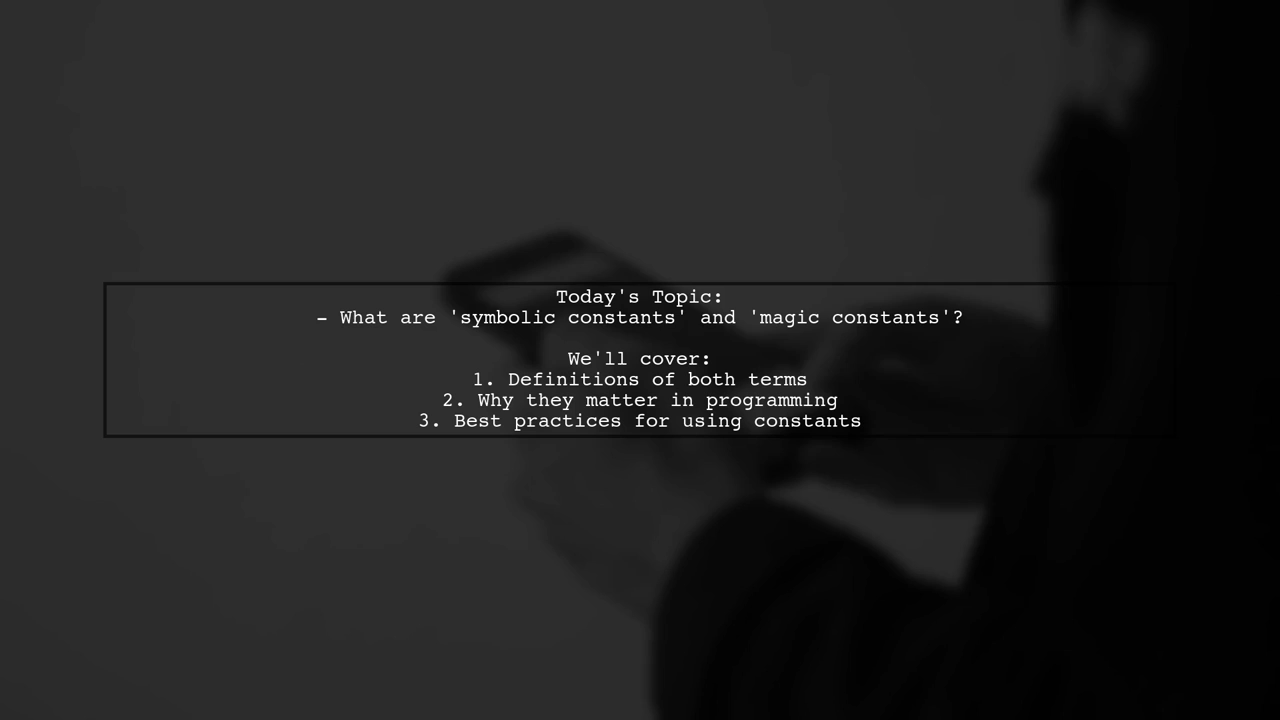 Today's Topic:
- What are 'symbolic constants' and 'magic constants'?
We'll cover:
1. Definitions of both terms
2. Why they matter in programming
3. Best practices for using constants